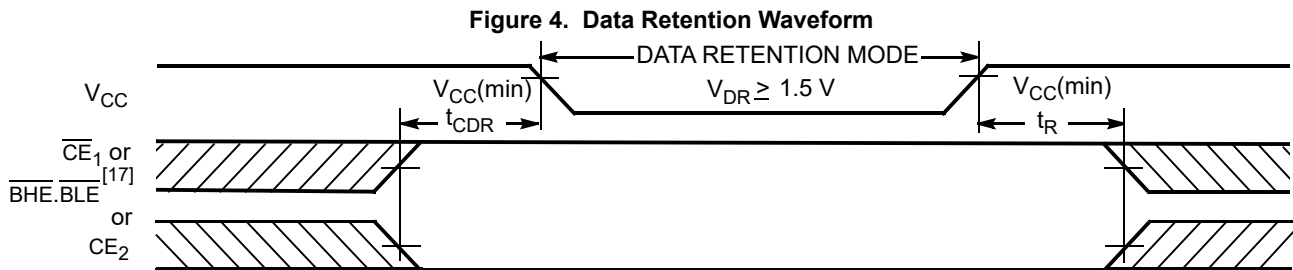 Figure 4. Data Retention Waveform
DATA RETENTION MODE
VCC
VCC(min)
VDR ≥ 1.5 V
VCC(min)
tCDR
tR
CE1 or
BHE.BLE [17]
or
CE2